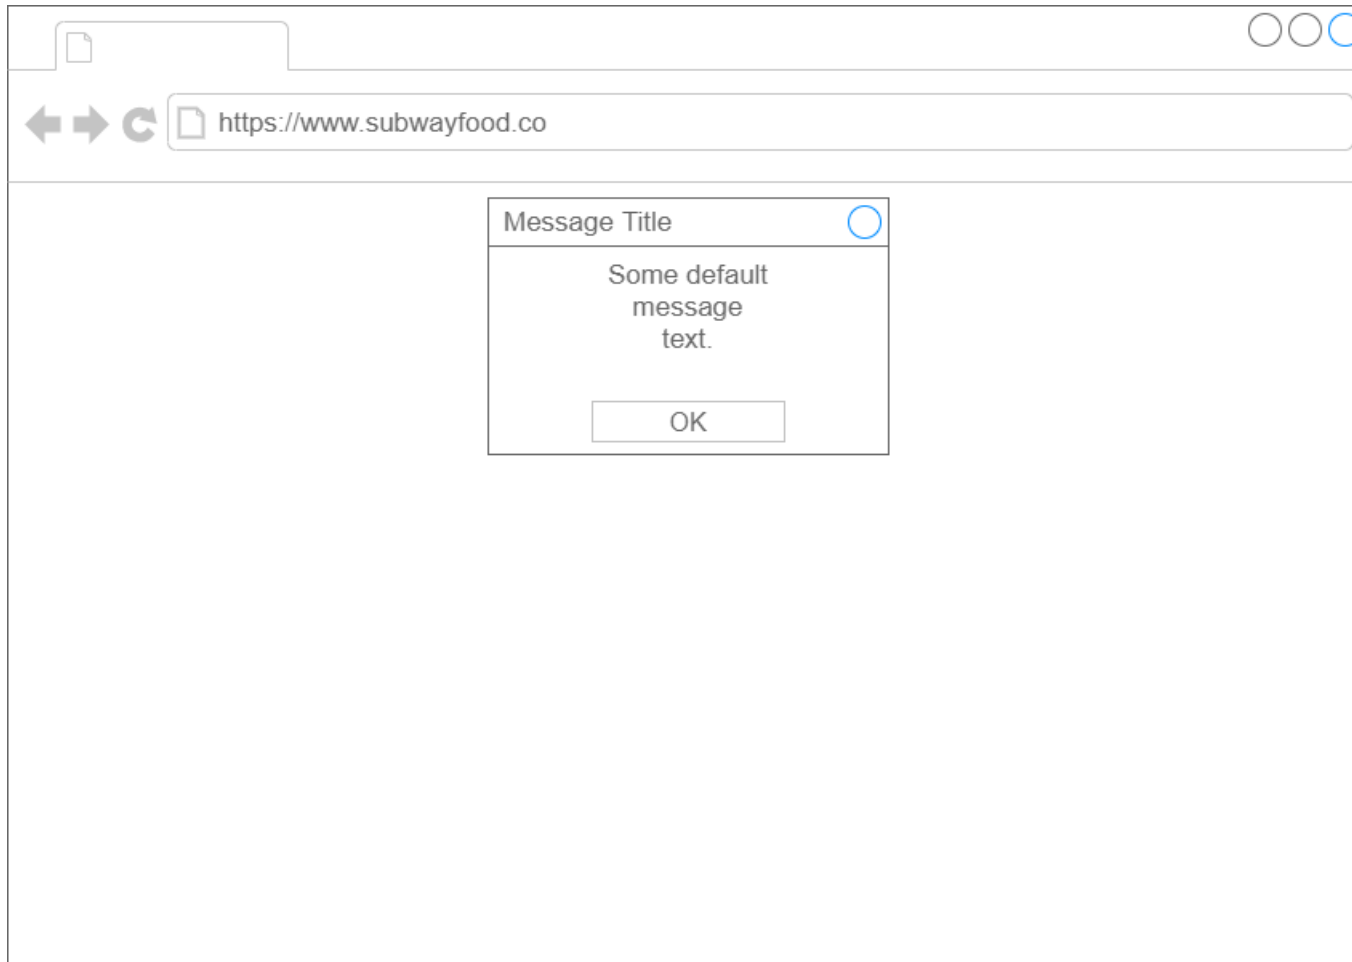 https://www.subwayfood.co
Message Title
Some default
message
text.
OK